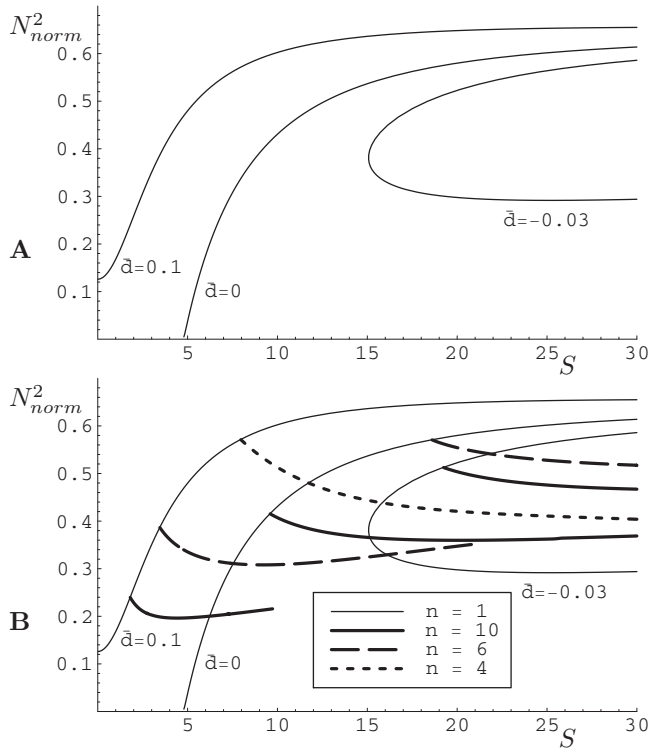 N²norm
0.6
0.5
0.4
0.3
0.2
0.1
A
d̄=0.1
d̄=0
d̄=-0.03
5 10 15 20 25 30
S
N²norm
0.6
0.5
0.4
0.3
0.2
0.1
B
d̄=0.1
d̄=0
d̄=-0.03
n = 1
n = 10
n = 6
n = 4
5 10 15 20 25 30
S